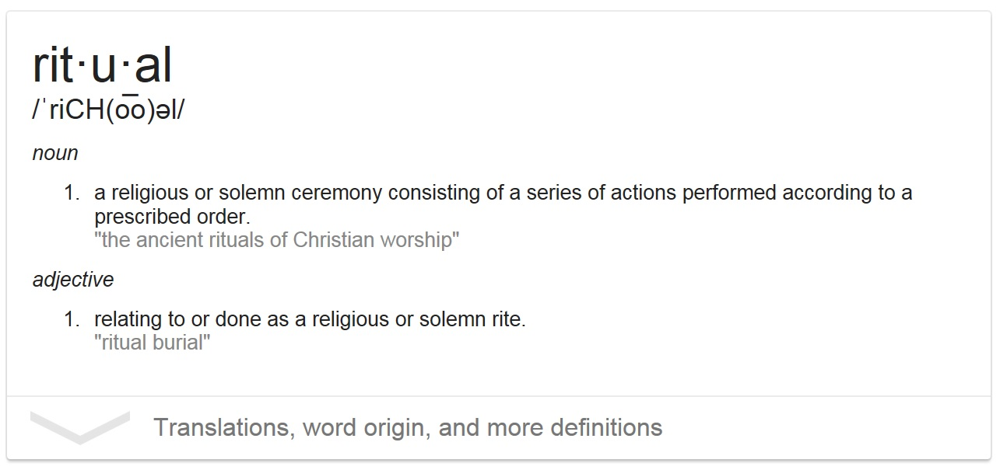 rit·u·al
/ˈriCH(o͞o)əl/
noun
1. a religious or solemn ceremony consisting of a series of actions performed according to a
prescribed order.
"the ancient rituals of Christian worship"
adjective
1. relating to or done as a religious or solemn rite.
"ritual burial"
Translations, word origin, and more definitions